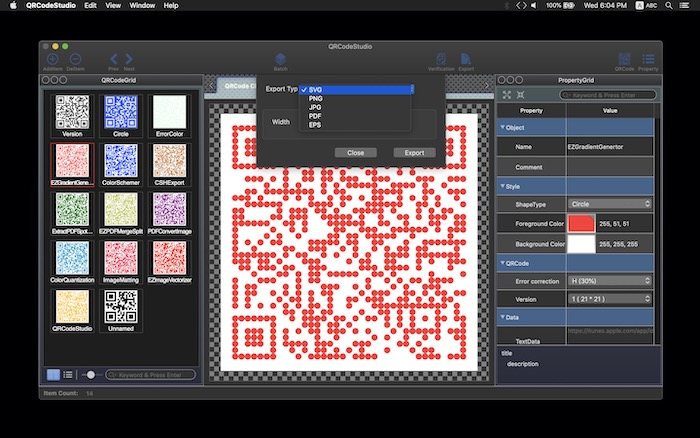 QRCodeStudio Edit View Window Help 100% Wed 6:04 PM A ABC
QRCodeStudio
AddItem DelItem Prev Next Batch Verification Export QRCode Property
QRCodeGrid
Version Circle ErrorColor
EZGradientGene... ColorSchemer CSHExport
ExtractPDFSpot... EZPDFMergeSplit PDFConvertImage
ColorQuantization ImageMatting EZImageVectorizer
QRCodeStudio Unnamed
Keyword & Press Enter
Item Count: 14
QRCode C
Export Typ
SVG
PNG
JPG
PDF
EPS
Width
Close Export
PropertyGrid
Keyword & Press Enter
Property Value
Object
Name EZGradientGenertor
Comment
Style
ShapeType Circle
Foreground Color 255, 51, 51
Background Color 255, 255, 255
QRCode
Error correction H (30%)
Version 1 ( 21 * 21 )
Data
TextData https://itunes.apple.com/
title
description